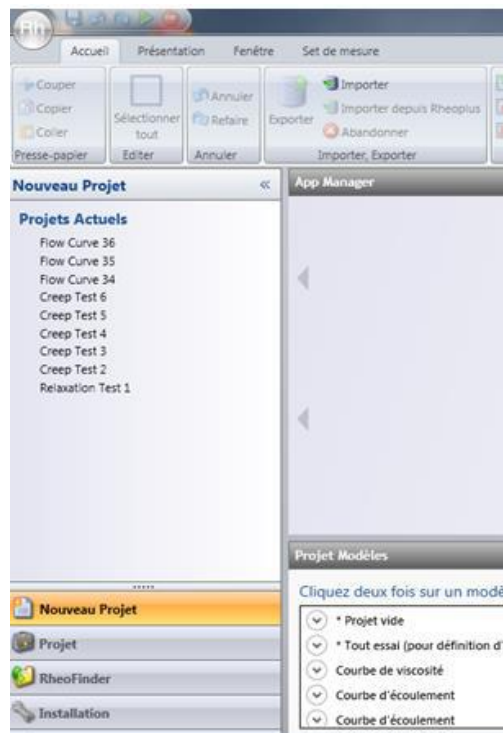 Accueil Présentation Fenêtre Set de mesure
Couper
Copier
Coller
Presse-papier
Sélectionner
tout
Editer
Annuler
Refaire
Annuler
Exporter
Importer
Importer depuis Rheoplus
Abandonner
Importer, Exporter
Nouveau Projet «
Projets Actuels
Flow Curve 36
Flow Curve 35
Flow Curve 34
Creep Test 6
Creep Test 5
Creep Test 4
Creep Test 3
Creep Test 2
Relaxation Test 1
Nouveau Projet
Projet
RheoFinder
Installation
App Manager
Projet Modèles
Cliquez deux fois sur un modè
* Projet vide
* Tout essai (pour définition d'
Courbe de viscosité
Courbe d'écoulement
Courbe d'écoulement